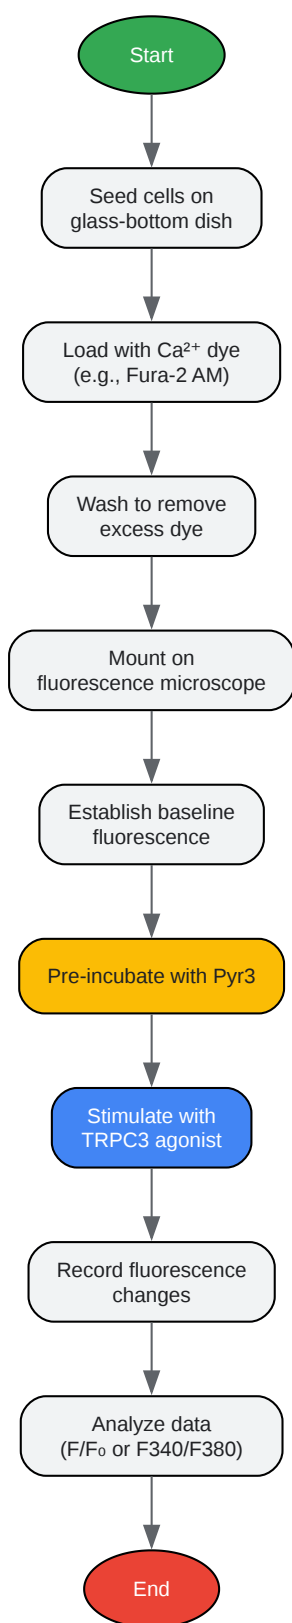 Start
Seed cells on
glass-bottom dish
Load with Ca²⁺ dye
(e.g., Fura-2 AM)
Wash to remove
excess dye
Mount on
fluorescence microscope
Establish baseline
fluorescence
Pre-incubate with Pyr3
Stimulate with
TRPC3 agonist
Record fluorescence
changes
Analyze data
(F/F₀ or F340/F380)
End